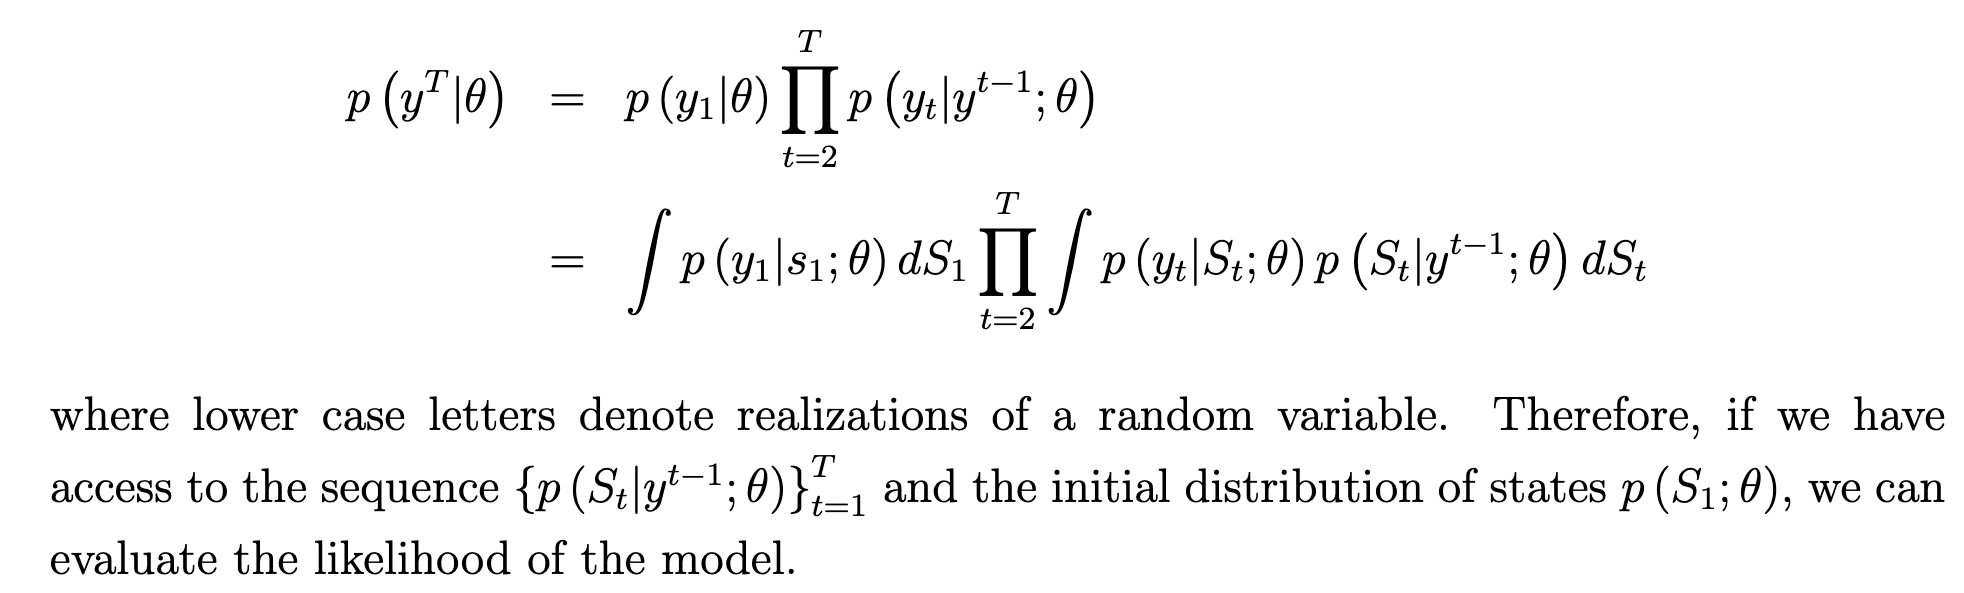 p(y^T|θ) = p(y_1|θ) ∏_{t=2}^{T} p(y_t|y^{t−1}; θ)
= ∫ p(y_1|s_1; θ) dS_1 ∏_{t=2}^{T} ∫ p(y_t|S_t; θ) p(S_t|y^{t−1}; θ) dS_t
where lower case letters denote realizations of a random variable. Therefore, if we have
access to the sequence {p(S_t|y^{t−1}; θ)}_{t=1}^{T} and the initial distribution of states p(S_1; θ), we can
evaluate the likelihood of the model.